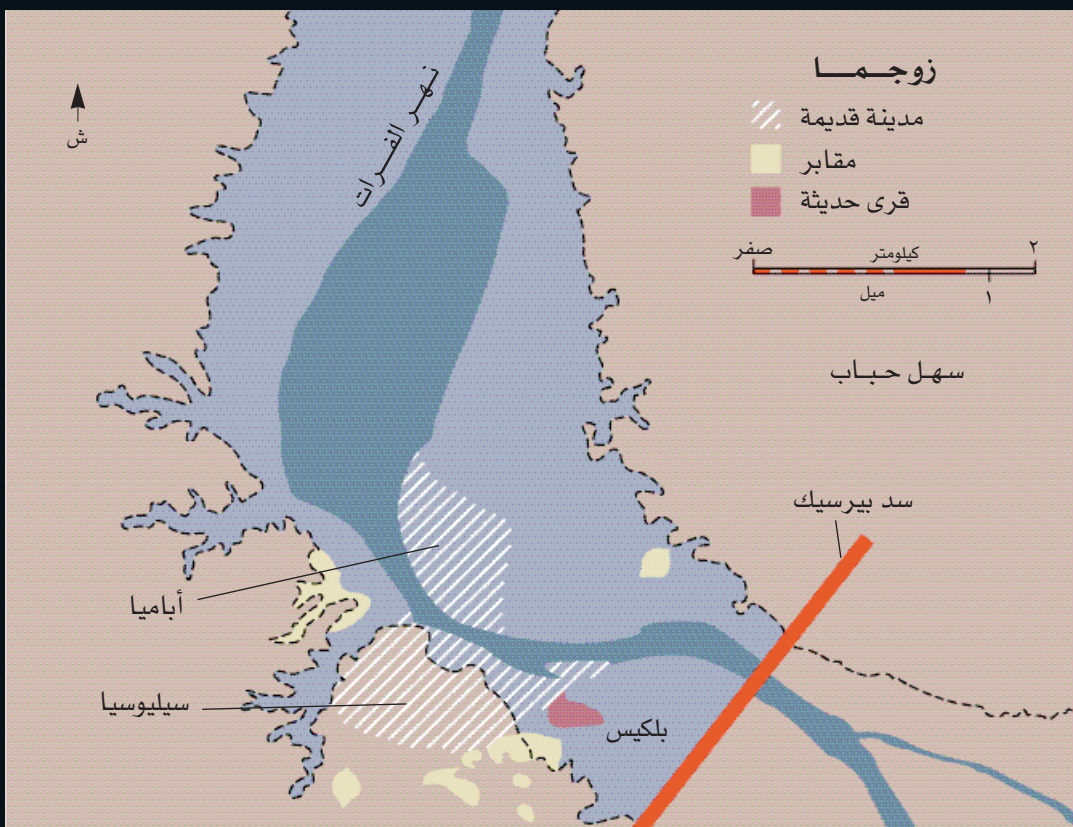 زوجمـــا
مدينة قديمة
مقابر
قرى حديثة
صفر
كيلومتر
٢
ميل
١
ش
نهر الفرات
سهل حباب
سد بيرسيك
أباميا
سيليوسيا
بلكيس